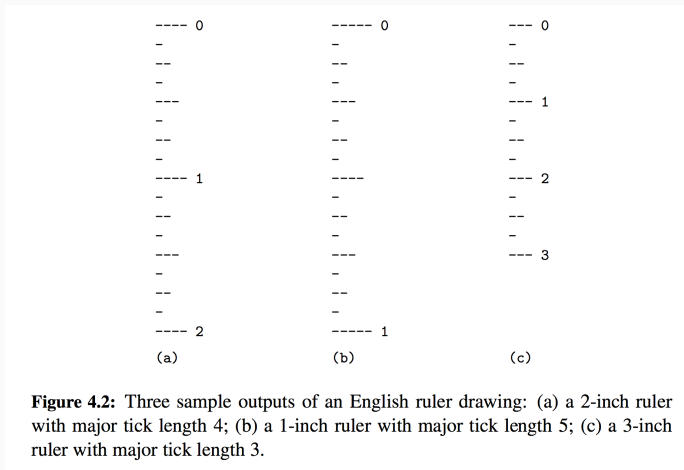 ---- 0 ----- 0 --- 0
- - -
-- -- --
- - -
--- --- --- 1
- - -
-- -- --
- - -
---- 1 ---- --- 2
- - -
-- -- --
- - -
--- --- --- 3
- -
-- --
- -
---- 2 ----- 1
(a) (b) (c)
Figure 4.2: Three sample outputs of an English ruler drawing: (a) a 2-inch ruler
with major tick length 4; (b) a 1-inch ruler with major tick length 5; (c) a 3-inch
ruler with major tick length 3.